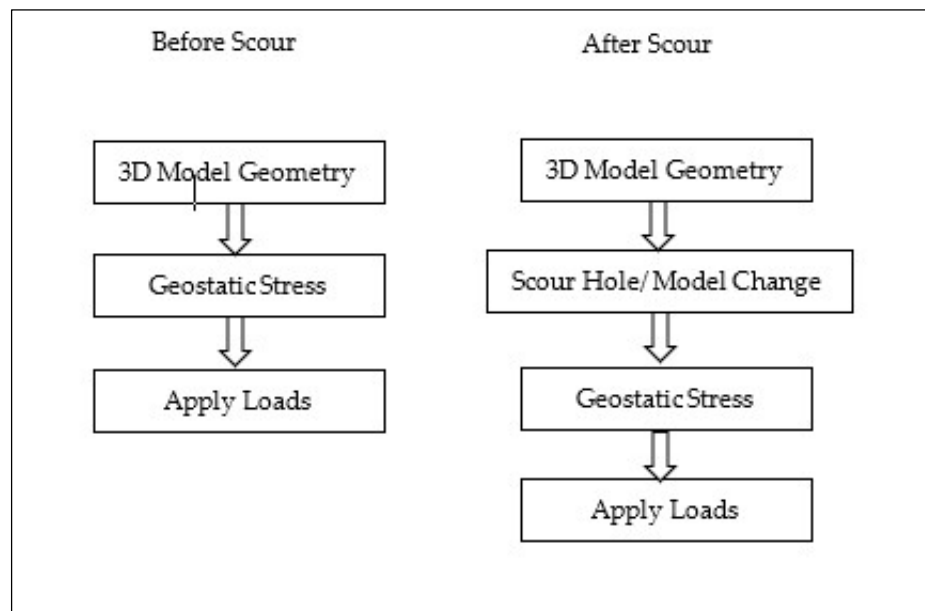 Before Scour
3D Model Geometry
Geostatic Stress
Apply Loads
After Scour
3D Model Geometry
Scour Hole/ Model Change
Geostatic Stress
Apply Loads